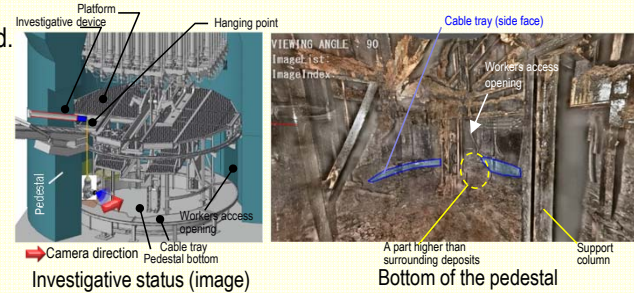 d.
Platform
Investigative device
Hanging point
Pedestal
Workers access
opening
Camera direction
Cable tray
Pedestal bottom
Investigative status (image)
Cable tray (side face)
VIEWING ANGLE : 90
ImageList:
ImageIndex:
Workers access
opening
A part higher than
surrounding deposits
Support
column
Bottom of the pedestal